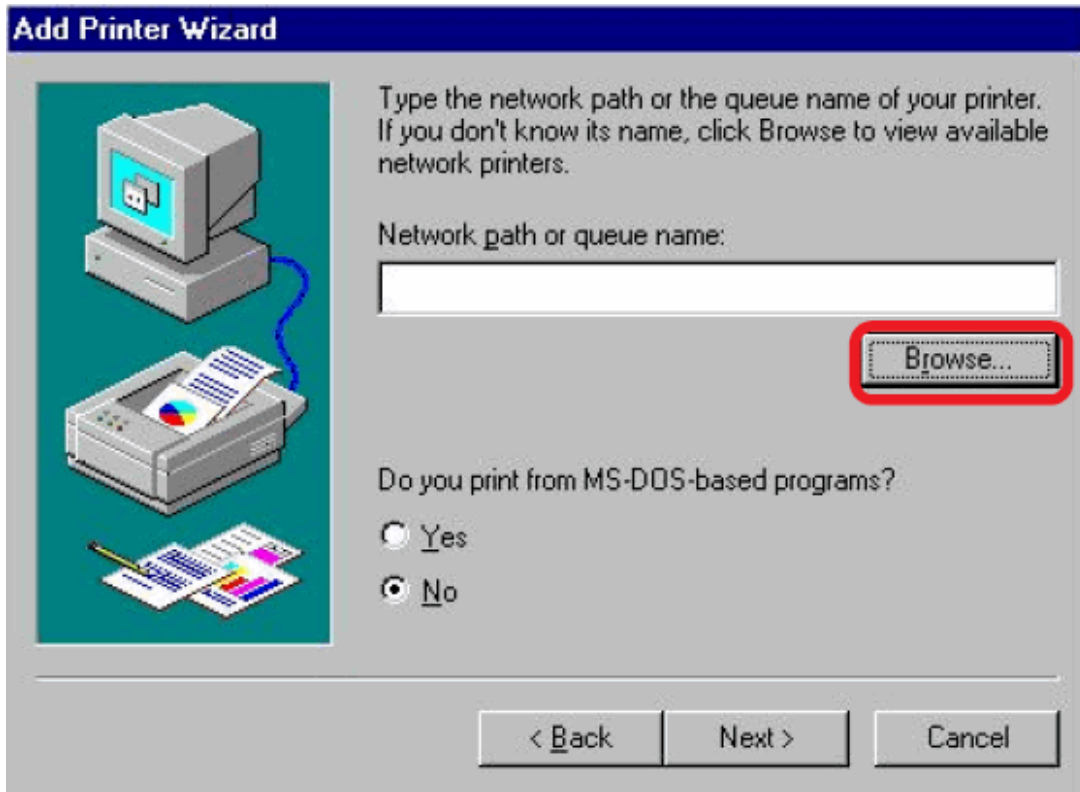 Add Printer Wizard
Type the network path or the queue name of your printer.
If you don't know its name, click Browse to view available
network printers.
Network path or queue name:
Browse...
Do you print from MS-DOS-based programs?
Yes
No
< Back
Next >
Cancel